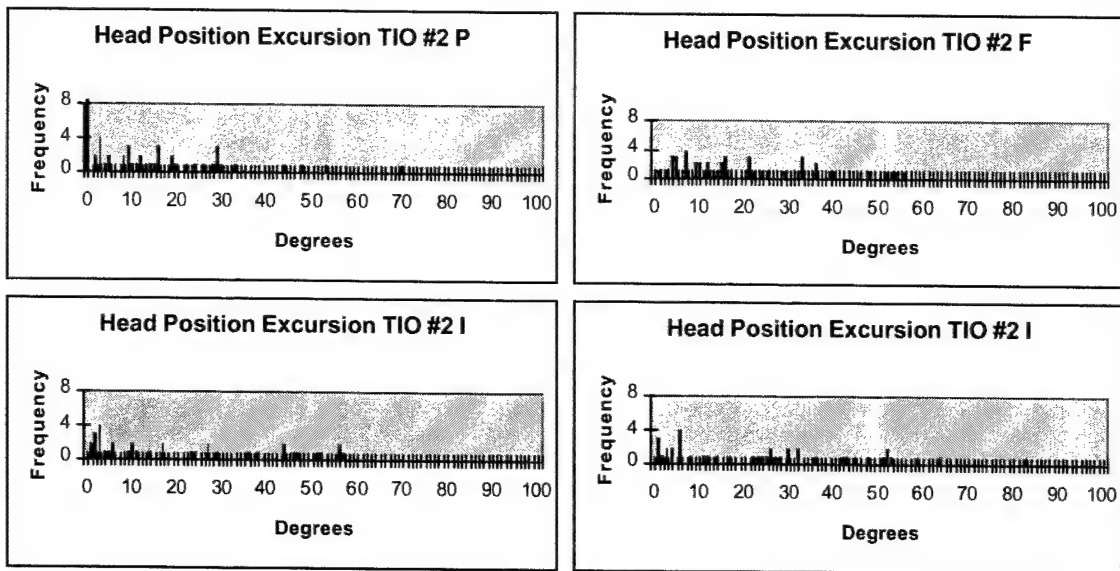 Head Position Excursion TIO #2 P
Frequency
8
4
0
0 10 20 30 40 50 60 70 80 90 100
Degrees
Head Position Excursion TIO #2 F
Frequency
8
4
0
0 10 20 30 40 50 60 70 80 90 100
Degrees
Head Position Excursion TIO #2 I
Frequency
8
4
0
0 10 20 30 40 50 60 70 80 90 100
Degrees
Head Position Excursion TIO #2 I
Frequency
8
4
0
0 10 20 30 40 50 60 70 80 90 100
Degrees